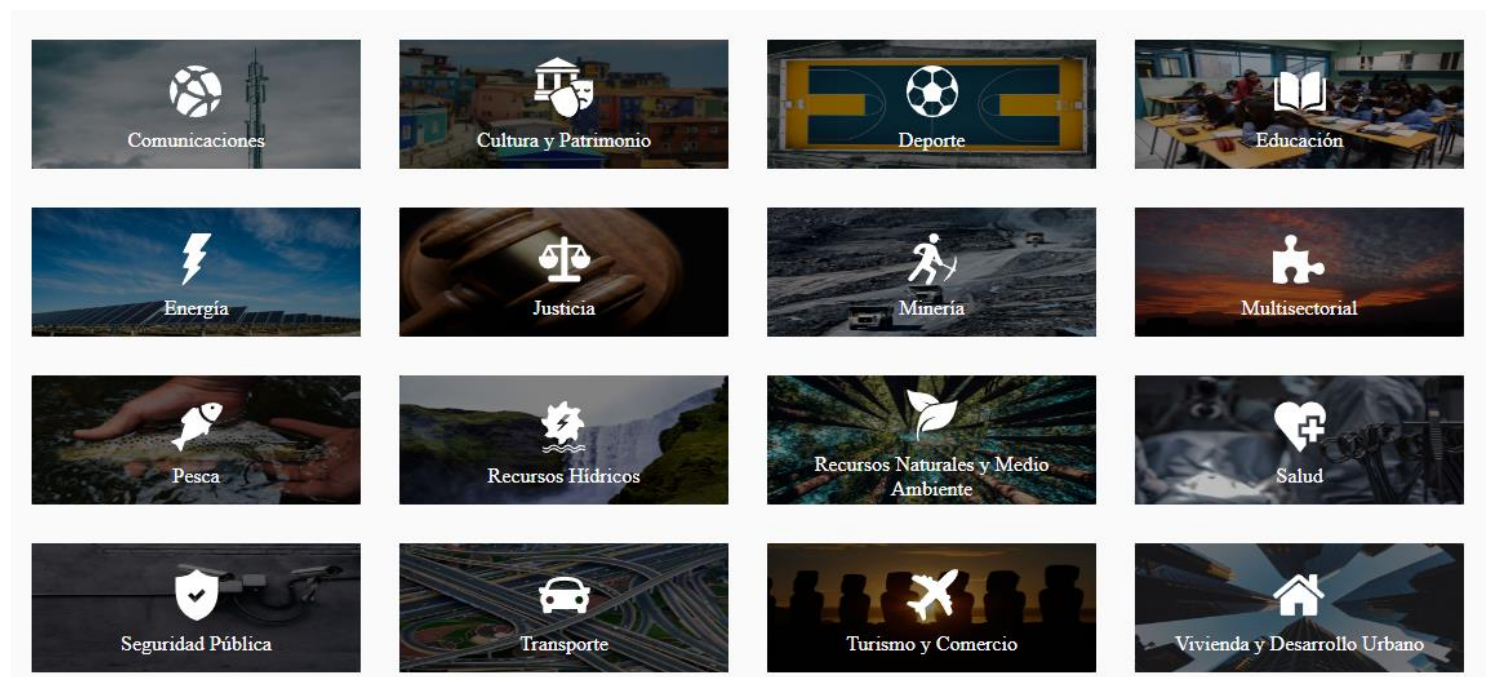 Comunicaciones
Cultura y Patrimonio
Deporte
Educación
Energía
Justicia
Minería
Multisectorial
Pesca
Recursos Hídricos
Recursos Naturales y Medio
Ambiente
Salud
Seguridad Pública
Transporte
Turismo y Comercio
Vivienda y Desarrollo Urbano